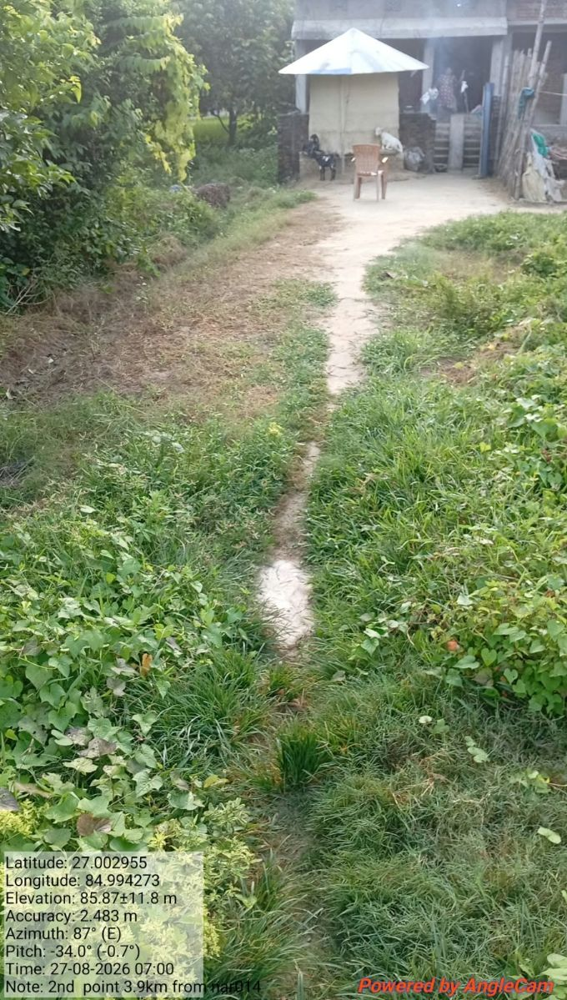 Latitude: 27.002955
Longitude: 84.994273
Elevation: 85.87±11.8 m
Accuracy: 2.483 m
Azimuth: 87° (E)
Pitch: -34.0° (-0.7°)
Time: 27-08-2026 07:00
Note: 2nd  point 3.9km from nar014
Powered by AngleCam